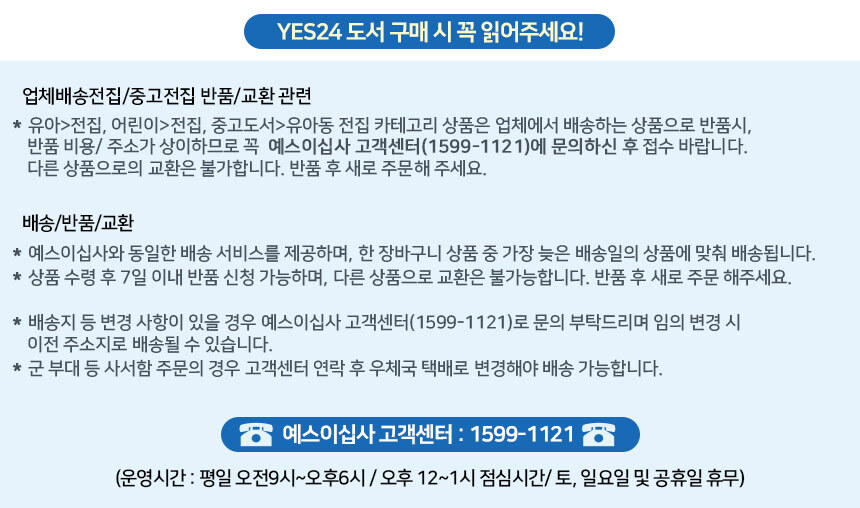 YES24 도서 구매 시 꼭 읽어주세요!
업체배송전집/중고전집 반품/교환 관련
* 유아>전집, 어린이>전집, 중고도서>유아동 전집 카테고리 상품은 업체에서 배송하는 상품으로 반품시,
반품 비용/ 주소가 상이하므로 꼭 예스이십사 고객센터(1599-1121)에 문의하신 후 접수 바랍니다.
다른 상품으로의 교환은 불가합니다. 반품 후 새로 주문해 주세요.
배송/반품/교환
* 예스이십사와 동일한 배송 서비스를 제공하며, 한 장바구니 상품 중 가장 늦은 배송일의 상품에 맞춰 배송됩니다.
* 상품 수령 후 7일 이내 반품 신청 가능하며, 다른 상품으로 교환은 불가능합니다. 반품 후 새로 주문 해주세요.
* 배송지 등 변경 사항이 있을 경우 예스이십사 고객센터(1599-1121)로 문의 부탁드리며 임의 변경 시
이전 주소지로 배송될 수 있습니다.
* 군 부대 등 사서함 주문의 경우 고객센터 연락 후 우체국 택배로 변경해야 배송 가능합니다.
예스이십사 고객센터 : 1599-1121
(운영시간 : 평일 오전9시~오후6시 / 오후 12~1시 점심시간/ 토, 일요일 및 공휴일 휴무)